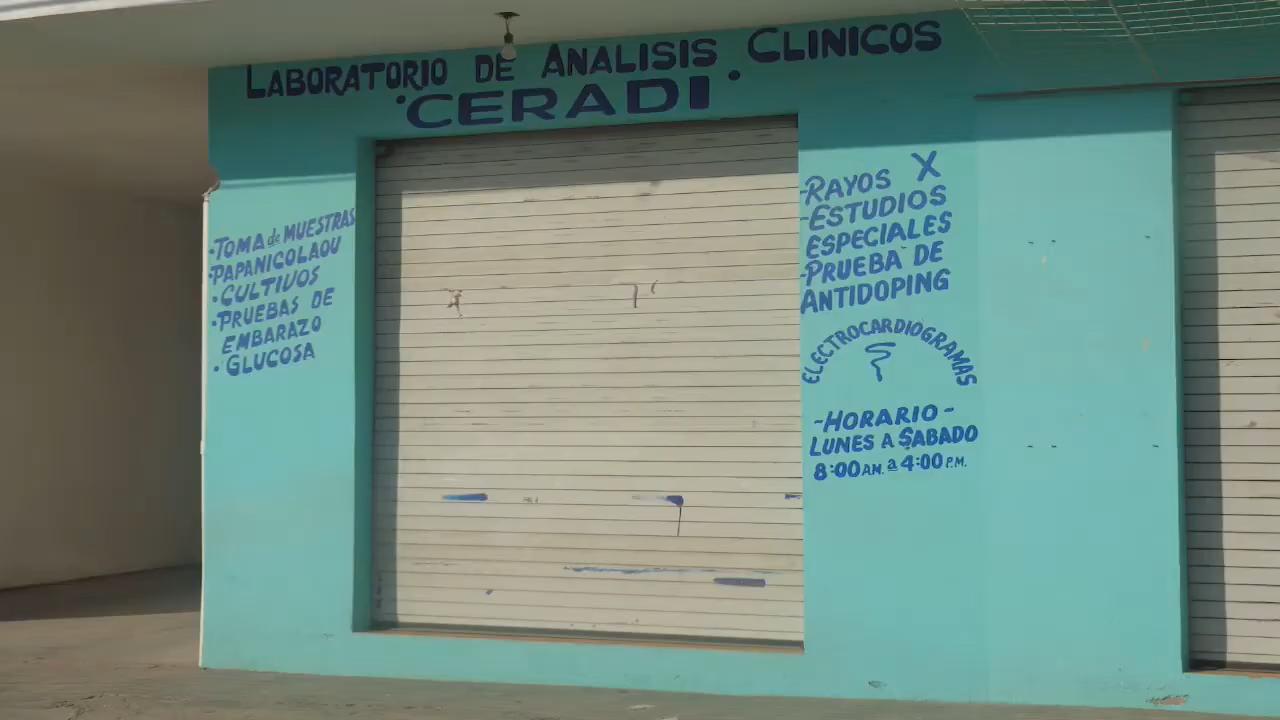 LABORATORIO DE ANALISIS CLINICOS
"CERADI"
-TOMA de MUESTRAS
-PAPANICOLAOU
-CULTIVOS
-PRUEBAS DE
EMBARAZO
-GLUCOSA
-RAYOS X
-ESTUDIOS
ESPECIALES
-PRUEBA DE
ANTIDOPING
ELECTROCARDIOGRAMAS
-HORARIO-
LUNES A SABADO
8:00 AM. a 4:00 P.M.